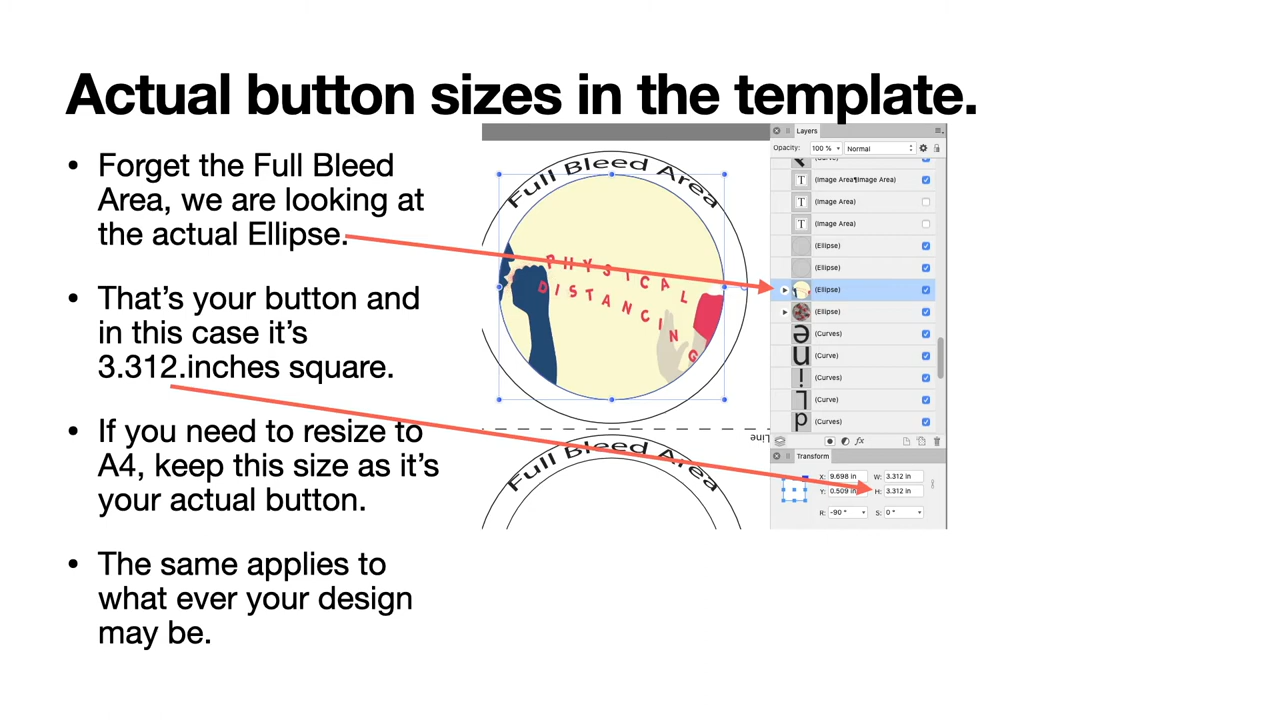 Actual button sizes in the template.
• Forget the Full Bleed
Area, we are looking at
the actual Ellipse.
• That’s your button and
in this case it’s
3.312.inches square.
• If you need to resize to
A4, keep this size as it’s
your actual button.
• The same applies to
what ever your design
may be.
Full Bleed Area
PHYSICAL
DISTANCING
Line
Full Bleed Area
Layers
Opacity: 100 % Normal
(Curve)
T (Image Area¶Image Area)
T (Image Area)
T (Image Area)
(Ellipse)
(Ellipse)
(Ellipse)
(Ellipse)
e (Curves)
n (Curve)
i (Curves)
L (Curve)
d (Curves)
fx
Transform
X: 9.698 in W: 3.312 in
Y: 0.509 in H: 3.312 in
R: -90 ° S: 0 °